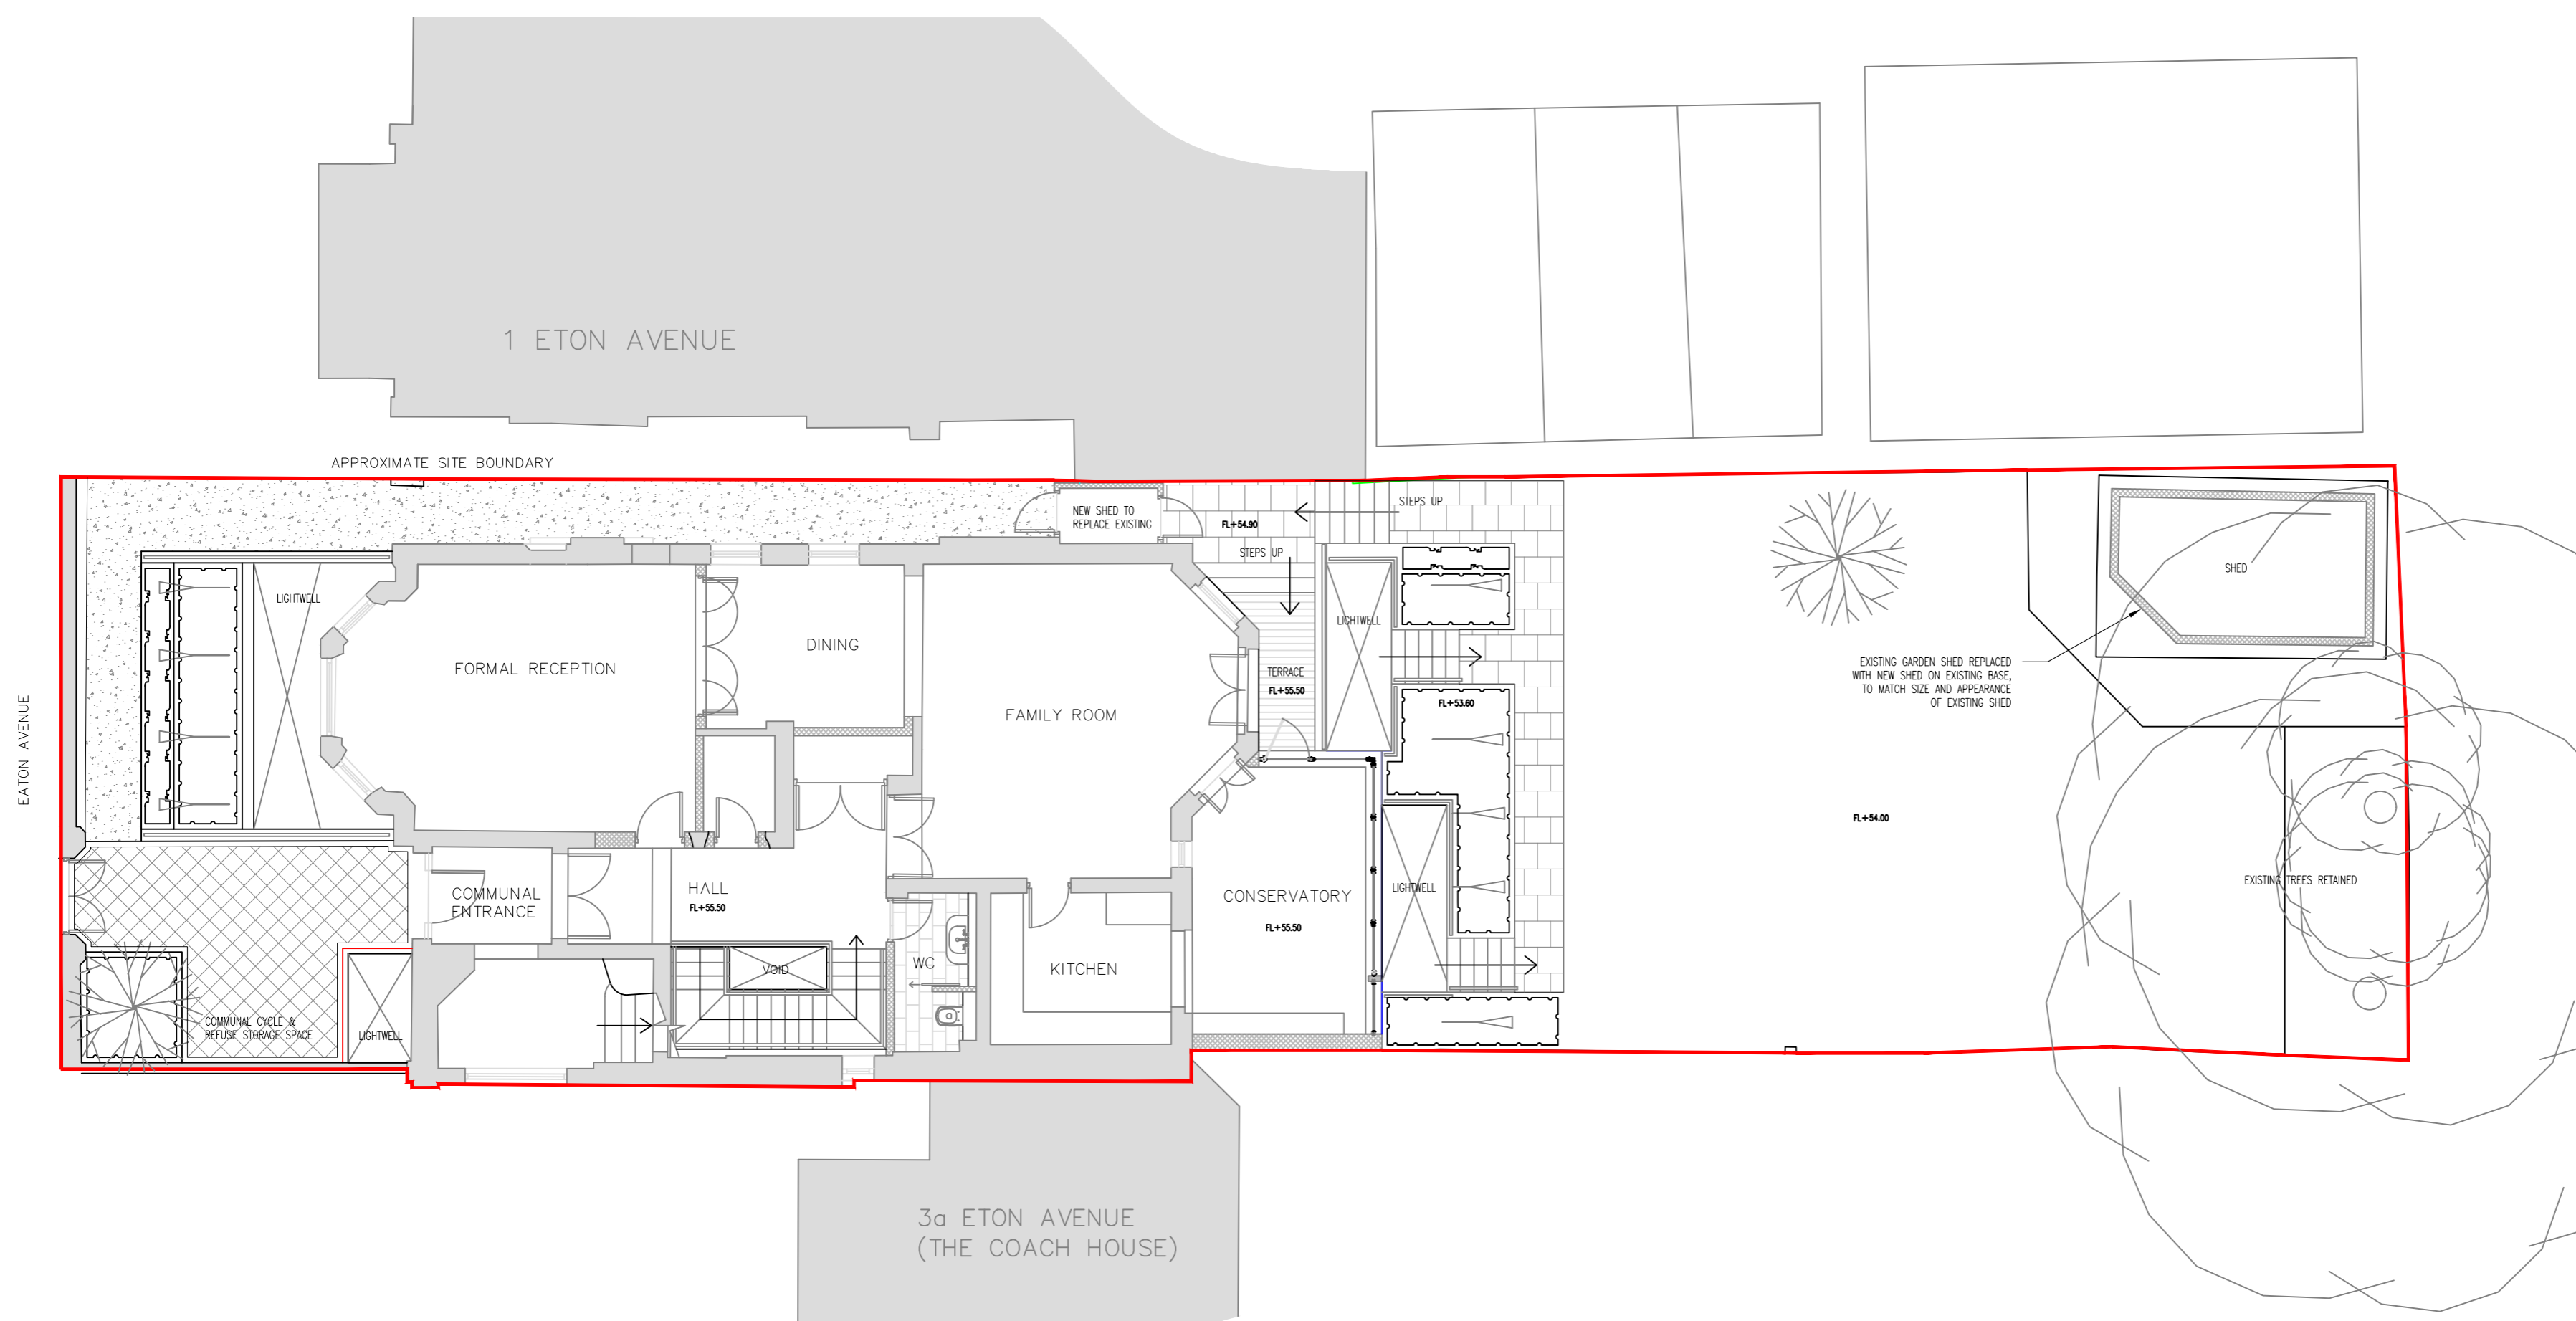 1 ETON AVENUE
APPROXIMATE SITE BOUNDARY
EATON AVENUE
LIGHTWELL
FORMAL RECEPTION
DINING
FAMILY ROOM
NEW SHED TO
REPLACE EXISTING
FL+54.90
STEPS UP
STEPS UP
TERRACE
FL+55.50
LIGHTWELL
FL+53.60
SHED
EXISTING GARDEN SHED REPLACED
WITH NEW SHED ON EXISTING BASE,
TO MATCH SIZE AND APPEARANCE
OF EXISTING SHED
FL+54.00
EXISTING TREES RETAINED
COMMUNAL
ENTRANCE
HALL
FL+55.50
CONSERVATORY
FL+55.50
LIGHTWELL
VOID
WC
KITCHEN
COMMUNAL CYCLE &
REFUSE STORAGE SPACE
LIGHTWELL
3a ETON AVENUE
(THE COACH HOUSE)